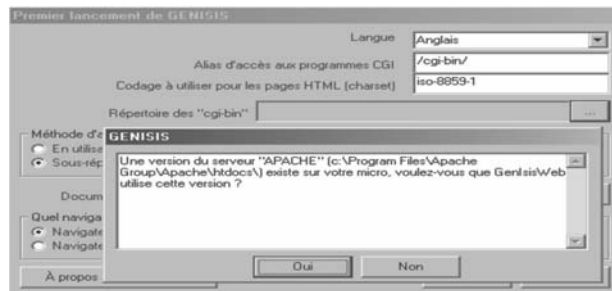 Premier lancement de GENISIS
Langue
Anglais
Alias d'accès aux programmes CGI
/cgi-bin/
Codage à utiliser pour les pages HTML (charset)
iso-8859-1
Répertoire des "cgi-bin"
...
Méthode d'a
En utilisa
Sous-rép
GENISIS
Une version du serveur "APACHE" (c:\Program Files\Apache
Group\Apache\htdocs\) existe sur votre micro, voulez-vous que GenIsisWeb
utilise cette version ?
Docum
Quel naviga
Navigate
Navigate
Oui
Non
À propos